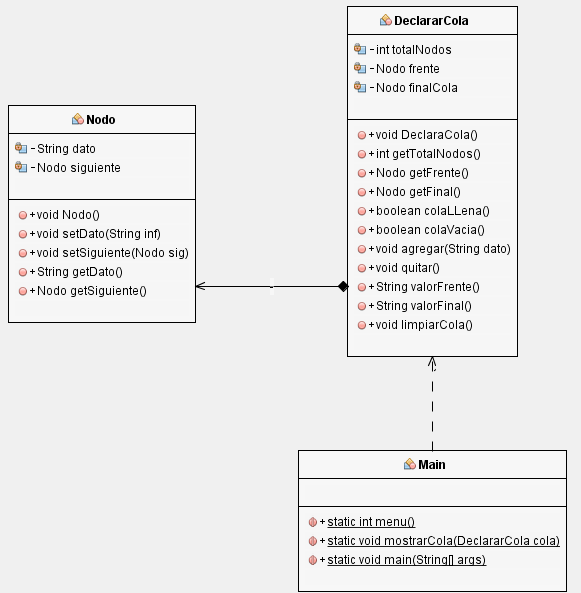 DeclararCola
- int totalNodos
- Nodo frente
- Nodo finalCola
+ void DeclaraCola()
+ int getTotalNodos()
+ Nodo getFrente()
+ Nodo getFinal()
+ boolean colaLLena()
+ boolean colaVacia()
+ void agregar(String dato)
+ void quitar()
+ String valorFrente()
+ String valorFinal()
+ void limpiarCola()
Nodo
- String dato
- Nodo siguiente
+ void Nodo()
+ void setDato(String inf)
+ void setSiguiente(Nodo sig)
+ String getDato()
+ Nodo getSiguiente()
Main
+ static int menu()
+ static void mostrarCola(DeclararCola cola)
+ static void main(String[] args)